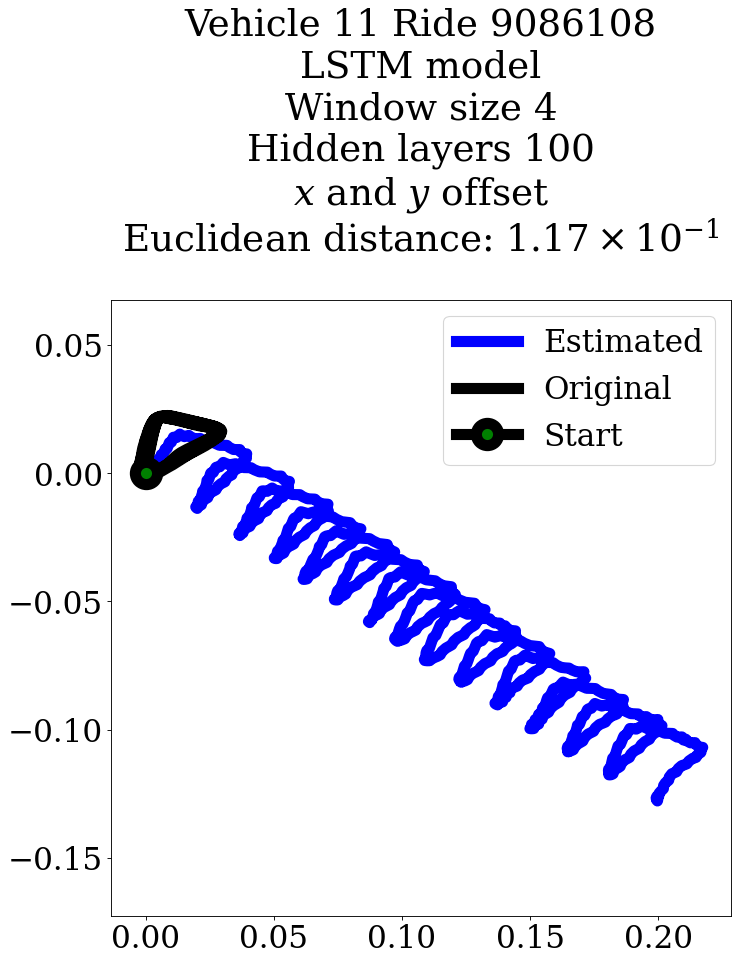 Vehicle 11 Ride 9086108
LSTM model
Window size 4
Hidden layers 100
x and y offset
Euclidean distance: 1.17 × 10⁻¹
Estimated
Original
Start
0.05
0.00
−0.05
−0.10
−0.15
0.00 0.05 0.10 0.15 0.20